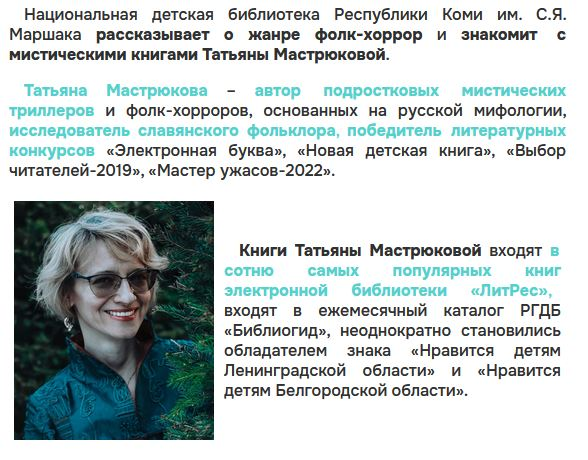 Национальная детская библиотека Республики Коми им. С.Я.
Маршака рассказывает о жанре фолк-хоррор и знакомит с
мистическими книгами Татьяны Мастрюковой.
Татьяна Мастрюкова – автор подростковых мистических
триллеров и фолк-хорроров, основанных на русской мифологии,
исследователь славянского фольклора, победитель литературных
конкурсов «Электронная буква», «Новая детская книга», «Выбор
читателей-2019», «Мастер ужасов-2022».
Книги Татьяны Мастрюковой входят в
сотню самых популярных книг
электронной библиотеки «ЛитРес»,
входят в ежемесячный каталог РГДБ
«Библиогид», неоднократно становились
обладателем знака «Нравится детям
Ленинградской области» и «Нравится
детям Белгородской области».